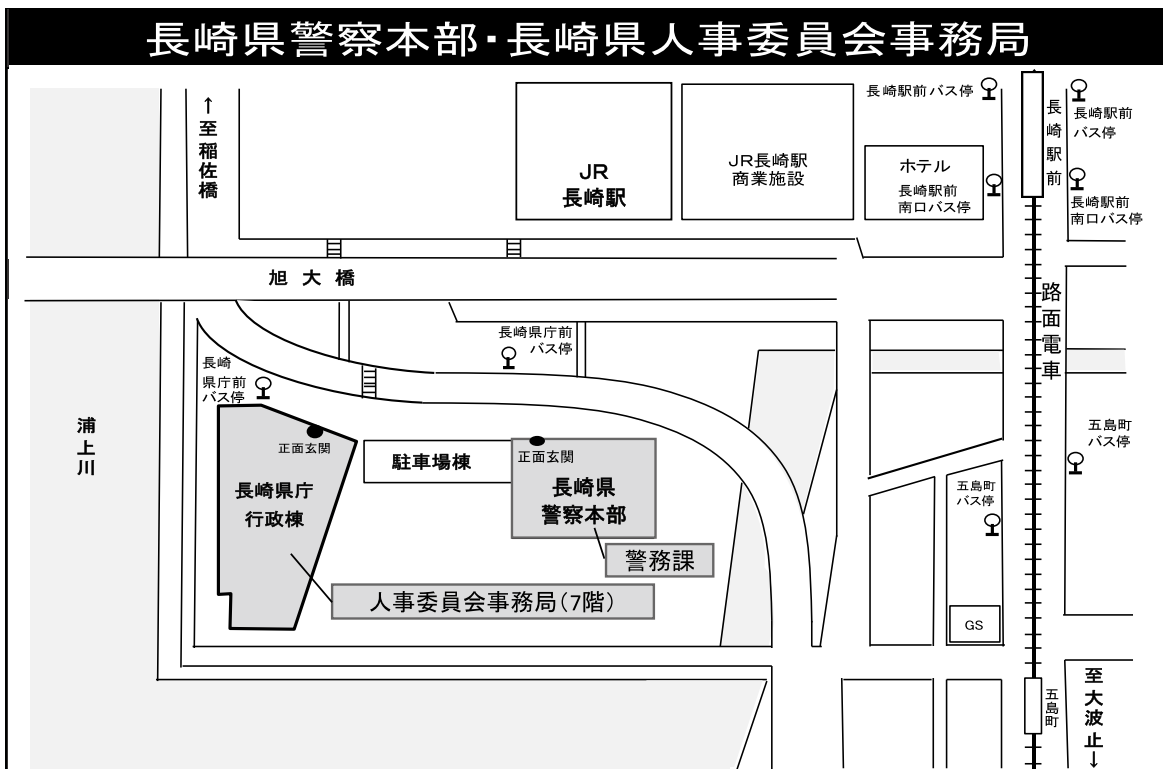 長崎県警察本部・長崎県人事委員会事務局
↑至稲佐橋
JR
長崎駅
JR長崎駅
商業施設
長崎駅前バス停
ホテル
長崎駅前
南口バス停
長崎駅前
長崎駅前
バス停
長崎駅前
南口バス停
旭大橋
路面電車
長崎県庁前
バス停
長崎
県庁前
バス停
浦上川
正面玄関
長崎県庁
行政棟
駐車場棟
正面玄関
長崎県
警察本部
警務課
人事委員会事務局(7階)
五島町
バス停
五島町
バス停
GS
五島町
至大波止↓